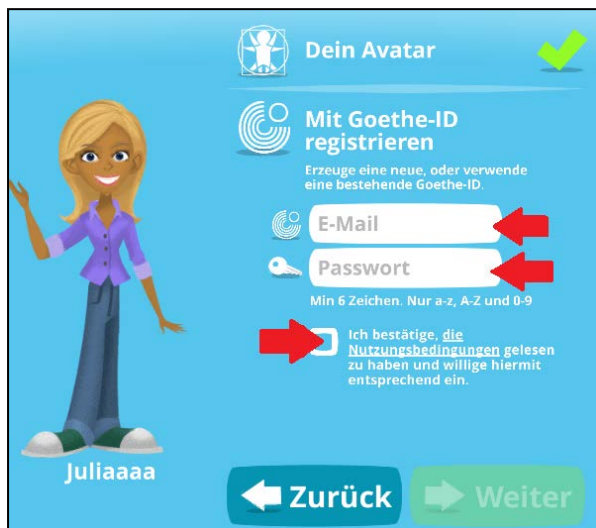 Dein Avatar
Mit Goethe-ID
registrieren
Erzeuge eine neue, oder verwende
eine bestehende Goethe-ID.
E-Mail
Passwort
Min 6 Zeichen. Nur a-z, A-Z und 0-9
Ich bestätige, die
Nutzungsbedingungen gelesen
zu haben und willige hiermit
entsprechend ein.
Juliaaaa
Zurück
Weiter